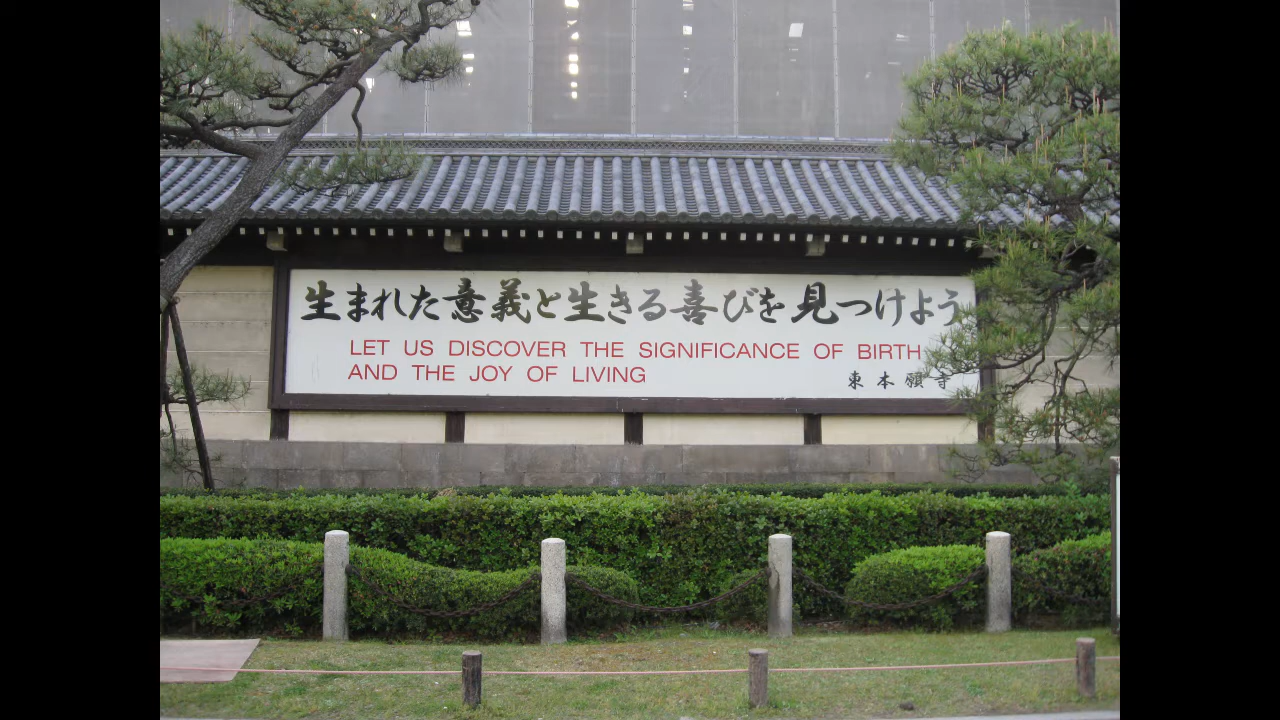 生まれた意義と生きる喜びを見つけよう
LET US DISCOVER THE SIGNIFICANCE OF BIRTH
AND THE JOY OF LIVING
東本願寺